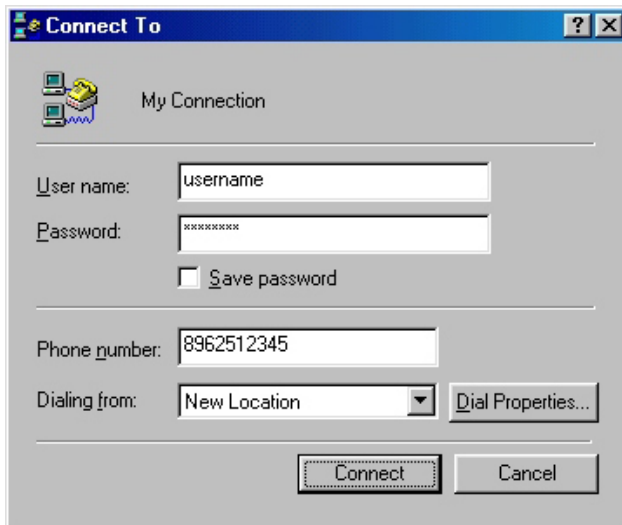 Connect To
My Connection
User name: username
Password: ********
Save password
Phone number: 8962512345
Dialing from: New Location Dial Properties...
Connect Cancel